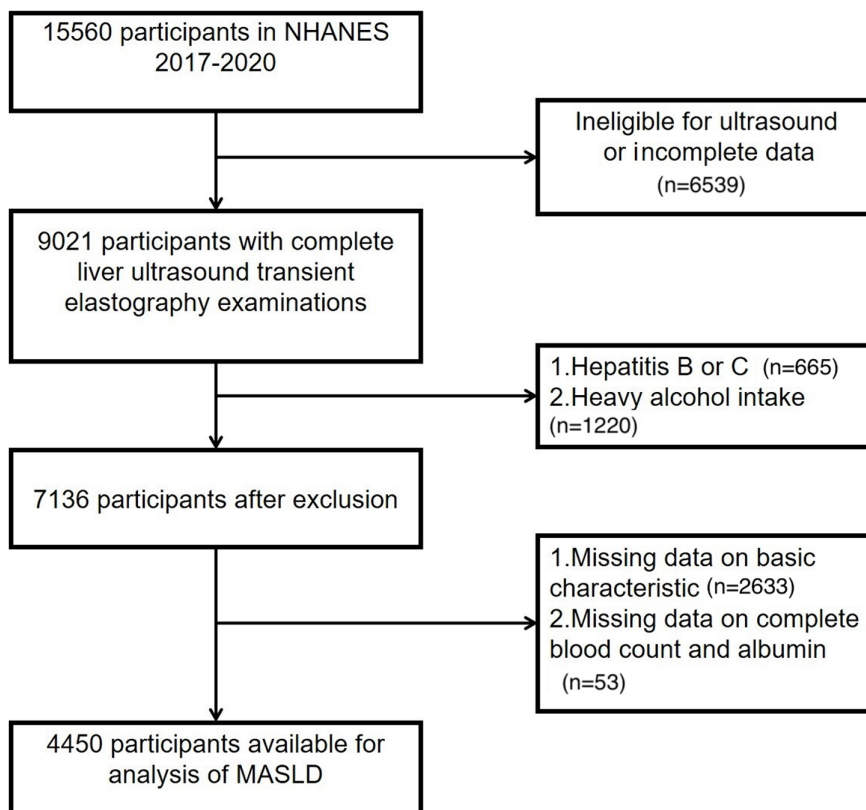 15560 participants in NHANES
2017-2020
Ineligible for ultrasound
or incomplete data
(n=6539)
9021 participants with complete
liver ultrasound transient
elastography examinations
1.Hepatitis B or C (n=665)
2.Heavy alcohol intake
(n=1220)
7136 participants after exclusion
1.Missing data on basic
characteristic (n=2633)
2.Missing data on complete
blood count and albumin
(n=53)
4450 participants available for
analysis of MASLD